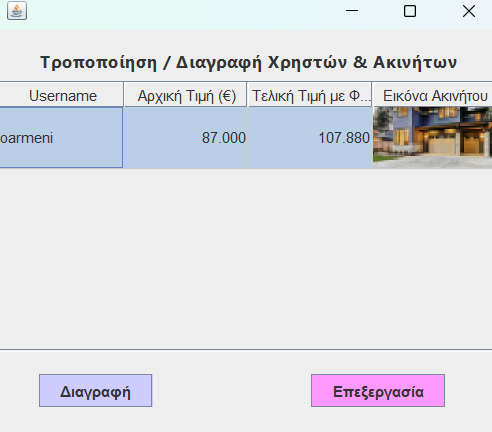 Τροποποίηση / Διαγραφή Χρηστών & Ακινήτων
Username Αρχική Τιμή (€) Τελική Τιμή με Φ... Εικόνα Ακινήτου
oarmeni 87.000 107.880
Διαγραφή Επεξεργασία